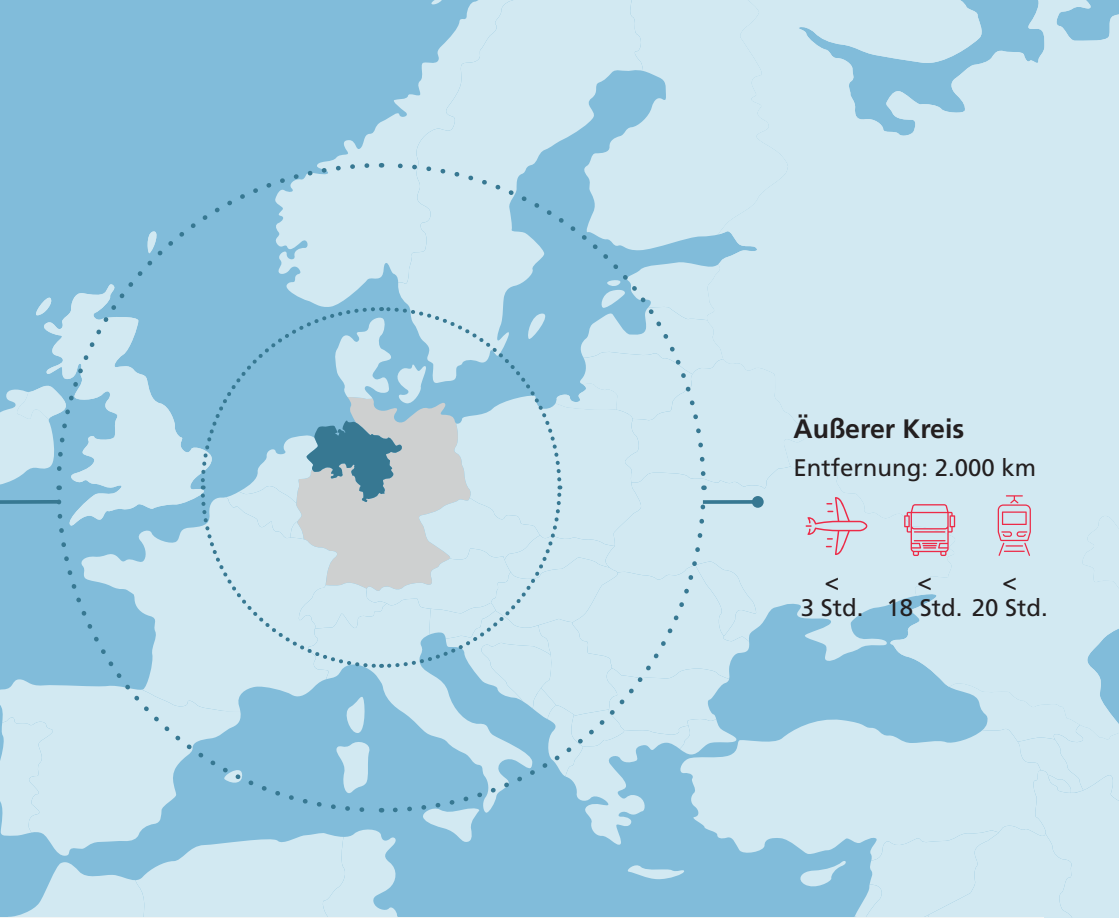 Äußerer Kreis
Entfernung: 2.000 km
< < <
3 Std. 18 Std. 20 Std.